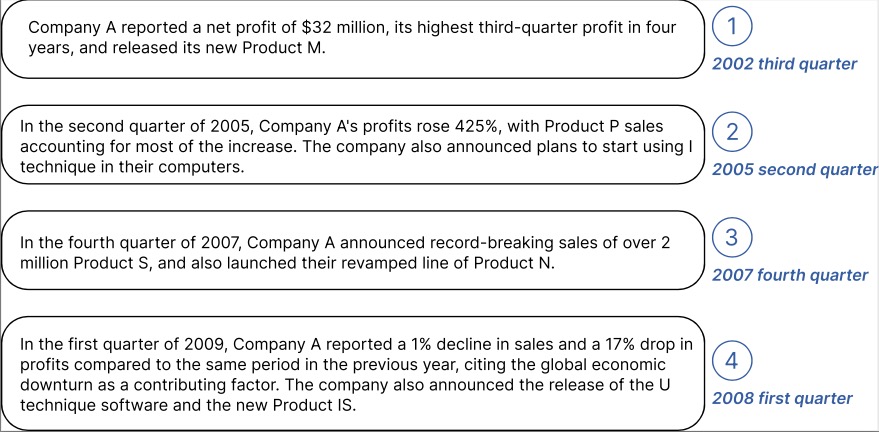 Company A reported a net profit of $32 million, its highest third-quarter profit in four
years, and released its new Product M.
1
2002 third quarter
In the second quarter of 2005, Company A's profits rose 425%, with Product P sales
accounting for most of the increase. The company also announced plans to start using I
technique in their computers.
2
2005 second quarter
In the fourth quarter of 2007, Company A announced record-breaking sales of over 2
million Product S, and also launched their revamped line of Product N.
3
2007 fourth quarter
In the first quarter of 2009, Company A reported a 1% decline in sales and a 17% drop in
profits compared to the same period in the previous year, citing the global economic
downturn as a contributing factor. The company also announced the release of the U
technique software and the new Product IS.
4
2008 first quarter